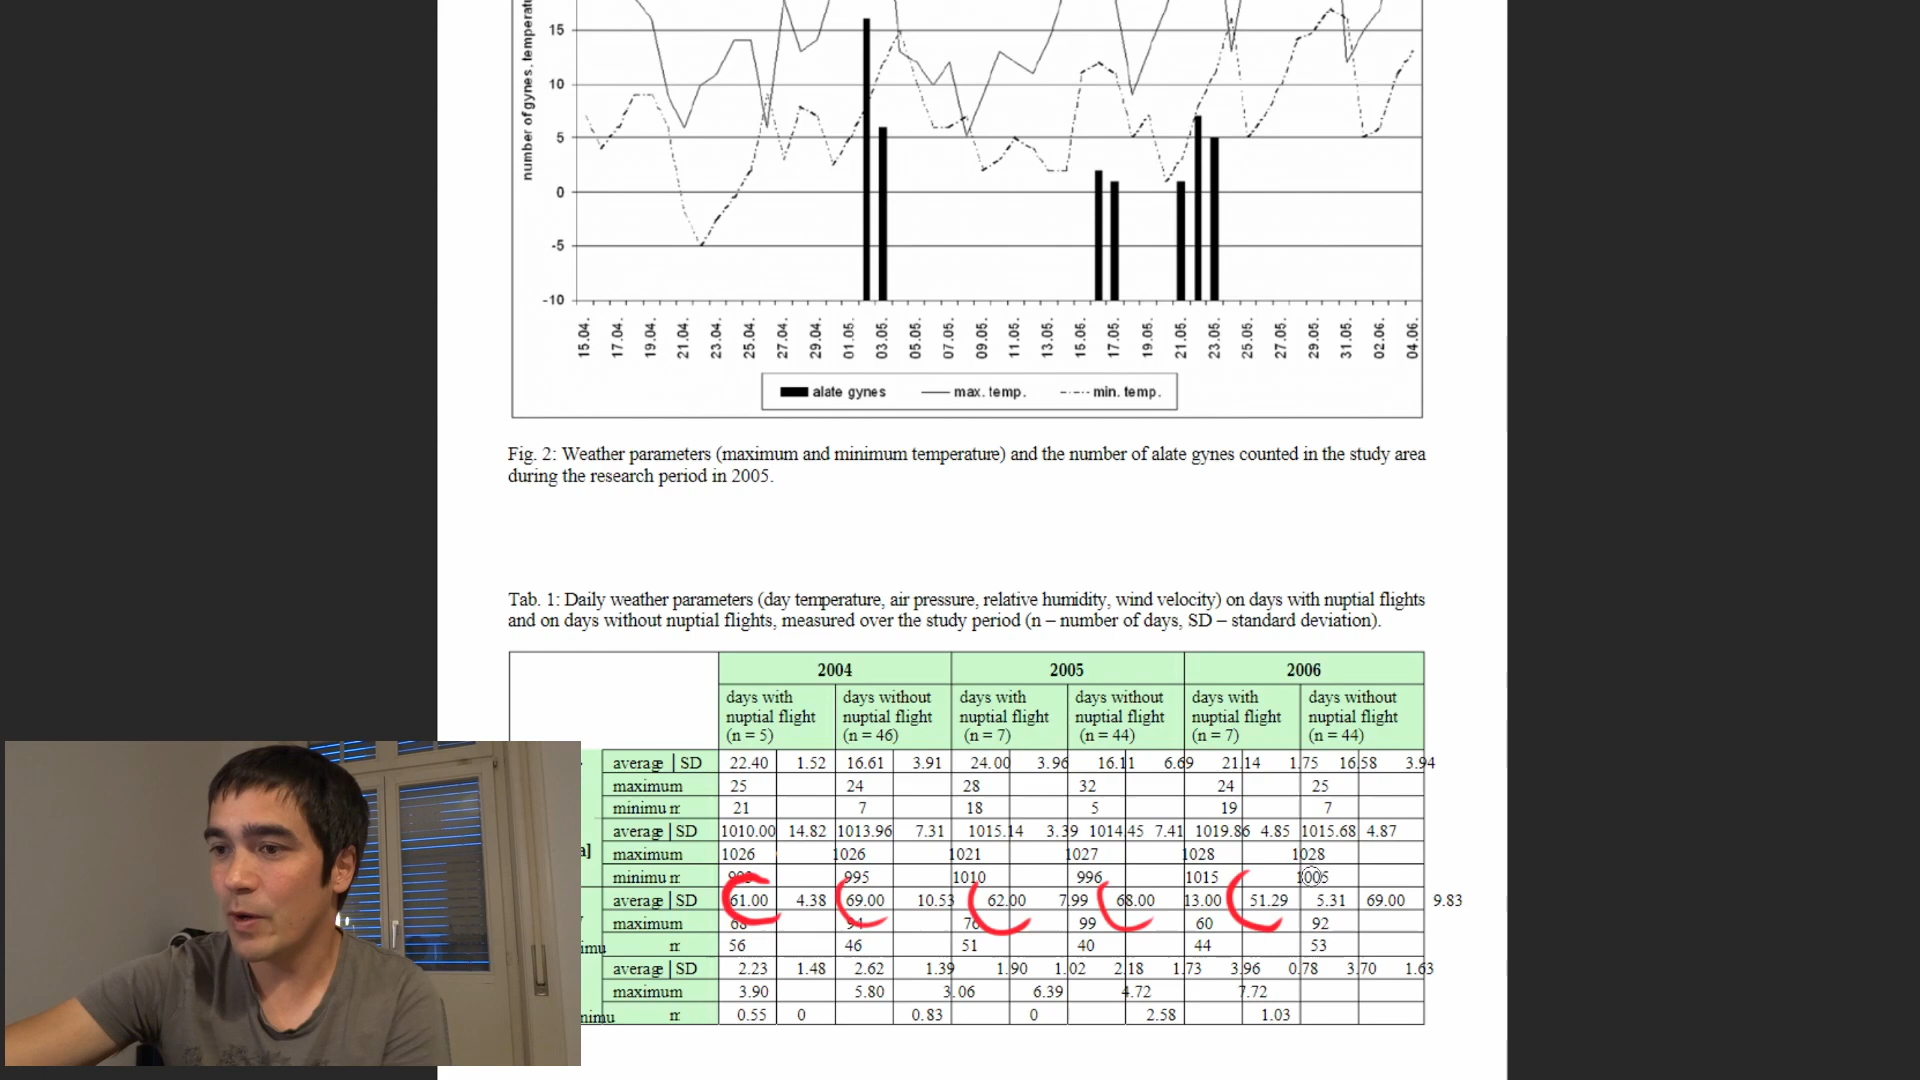 number of gynes, temperatu
15
10
5
0
-5
-10
15.04. 17.04. 19.04. 21.04. 23.04. 25.04. 27.04. 29.04. 01.05. 03.05. 05.05. 07.05. 09.05. 11.05. 13.05. 15.05. 17.05. 19.05. 21.05. 23.05. 25.05. 27.05. 29.05. 31.05. 02.06. 04.06.
alate gynes max. temp. min. temp.
Fig. 2: Weather parameters (maximum and minimum temperature) and the number of alate gynes counted in the study area
during the research period in 2005.
Tab. 1: Daily weather parameters (day temperature, air pressure, relative humidity, wind velocity) on days with nuptial flights
and on days without nuptial flights, measured over the study period (n – number of days, SD – standard deviation).
2004 2005 2006
days with days without days with days without days with days without
nuptial flight nuptial flight nuptial flight nuptial flight nuptial flight nuptial flight
(n = 5) (n = 46) (n = 7) (n = 44) (n = 7) (n = 44)
average SD 22.40 1.52 16.61 3.91 24.00 3.96 16.11 6.69 21.14 1.75 16.58 3.94
maximum 25 24 28 32 24 25
minimum 21 7 18 5 19 7
average SD 1010.00 14.82 1013.96 7.31 1015.14 3.39 1014.45 7.41 1019.86 4.85 1015.68 4.87
a] maximum 1026 1026 1021 1027 1028 1028
minimum 995 1010 996 1015 1005
average SD 61.00 4.38 69.00 10.53 62.00 7.99 68.00 13.00 51.29 5.31 69.00 9.83
maximum 68 94 76 99 60 92
imu m 56 46 51 40 44 53
average SD 2.23 1.48 2.62 1.39 1.90 1.02 2.18 1.73 3.96 0.78 3.70 1.63
maximum 3.90 5.80 3.06 6.39 4.72 7.72
nimu m 0.55 0 0.83 0 2.58 1.03